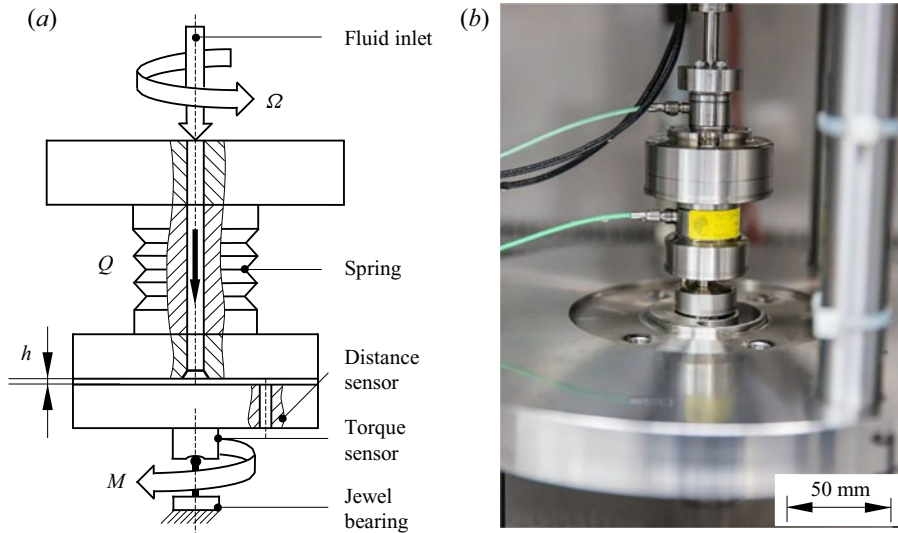 (a)
Fluid inlet
Ω
Q
Spring
h
Distance
sensor
Torque
sensor
M
Jewel
bearing
(b)
50 mm